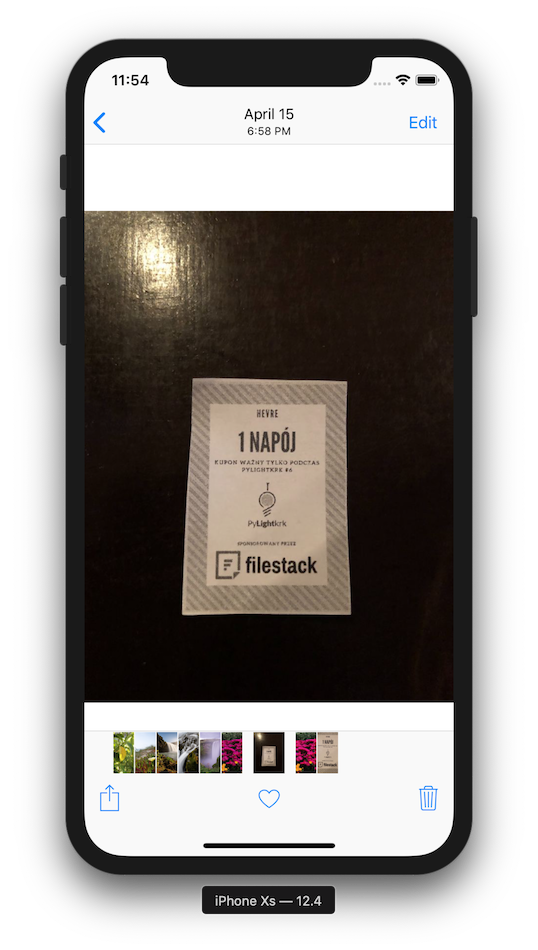 11:54
April 15
6:58 PM
Edit
HEVRE
1 NAPÓJ
KUPON WAŻNY TYLKO PODCZAS
PYLIGHTKRK #6
PyLightkrk
SPONSOROWANY PRZEZ
filestack
iPhone Xs — 12.4